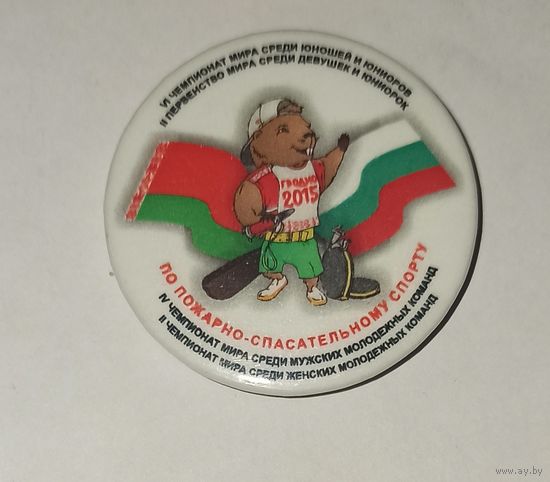 VI ЧЕМПИОНАТ МИРА СРЕДИ ЮНОШЕЙ И ЮНИОРОВ
II ПЕРВЕНСТВО МИРА СРЕДИ ДЕВУШЕК И ЮНИОРОК
ГРОДНО
2015
ПО ПОЖАРНО-СПАСАТЕЛЬНОМУ СПОРТУ
IV ЧЕМПИОНАТ МИРА СРЕДИ МУЖСКИХ МОЛОДЕЖНЫХ КОМАНД
II ЧЕМПИОНАТ МИРА СРЕДИ ЖЕНСКИХ МОЛОДЕЖНЫХ КОМАНД
www.ay.by